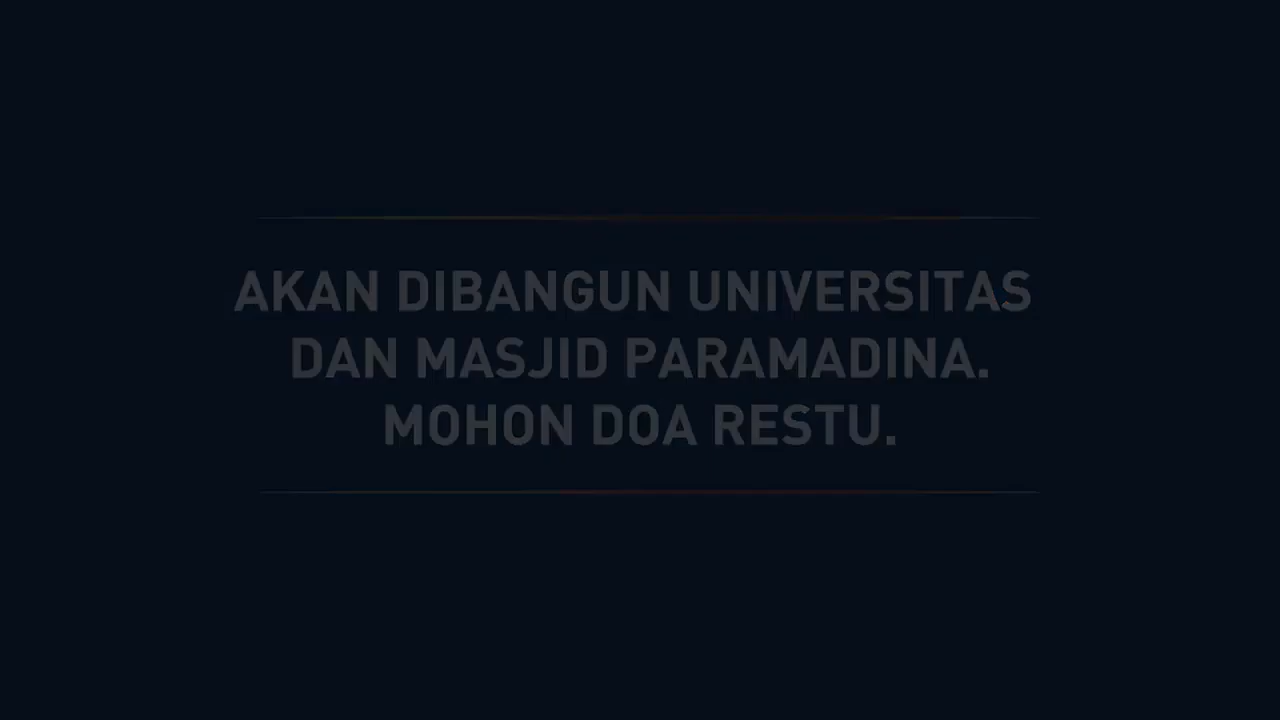 AKAN DIBANGUN UNIVERSITAS
DAN MASJID PARAMADINA.
MOHON DOA RESTU.